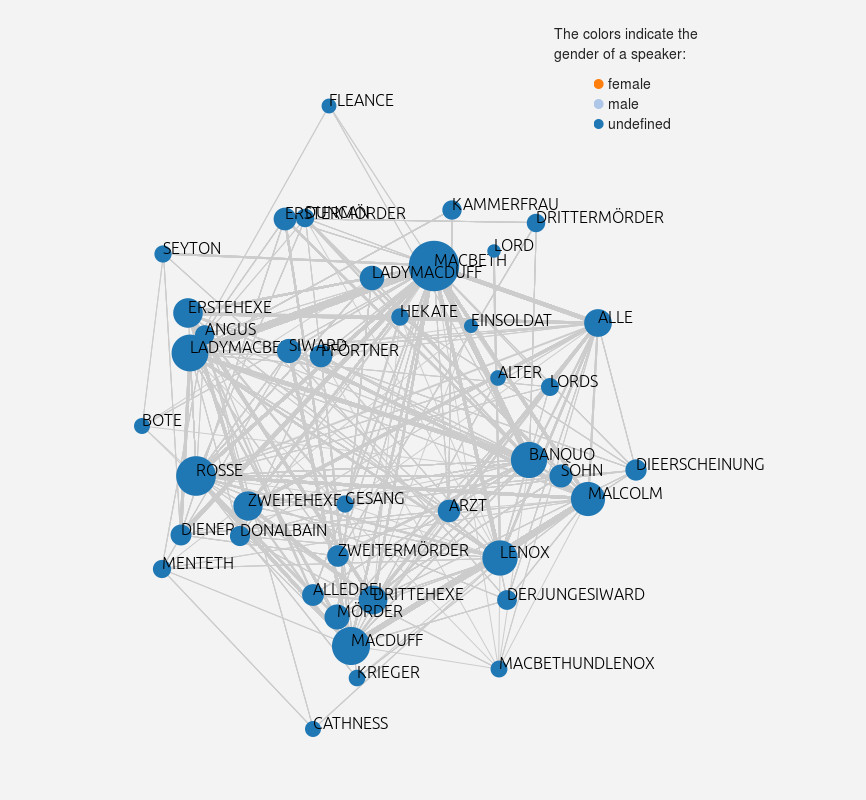 The colors indicate the
gender of a speaker:
female
male
undefined
FLEANCE
KAMMERFRAU
ERSTERMÖRDER
DUNCAN
DRITTERMÖRDER
SEYTON
LORD
MACBETH
LADYMACDUFF
ERSTEHEXE
HEKATE
ALLE
EINSOLDAT
ANGUS
LADYMACBE
SIWARD
PFÖRTNER
ALTER
LORDS
BOTE
BANQUO
DIEERSCHEINUNG
ROSSE
SOHN
MALCOLM
ZWEITEHEXE
GESANG
ARZT
DIENER
DONALBAIN
ZWEITERMÖRDER
LENOX
MENTETH
ALLEDREI
DRITTEHEXE
DERJUNGESIWARD
MÖRDER
MACDUFF
MACBETHUNDLENOX
KRIEGER
CATHNESS